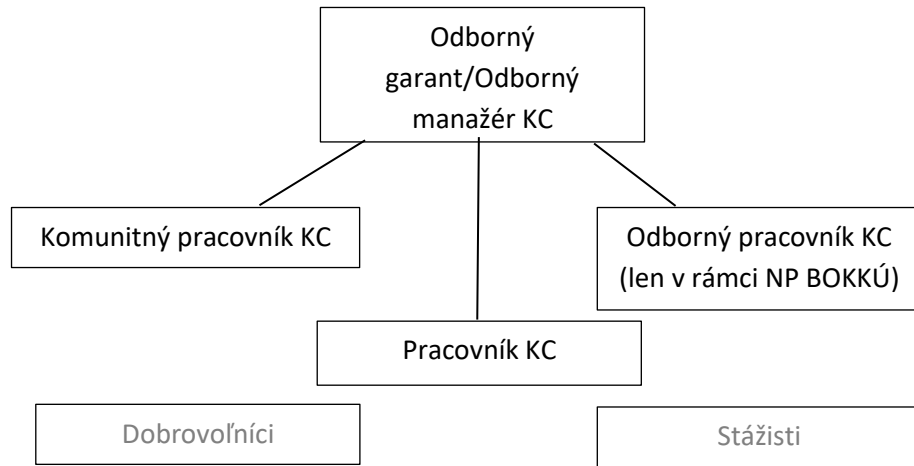 Odborný
garant/Odborný
manažér KC
Komunitný pracovník KC
Odborný pracovník KC
(len v rámci NP BOKKÚ)
Pracovník KC
Dobrovoľníci
Stážisti